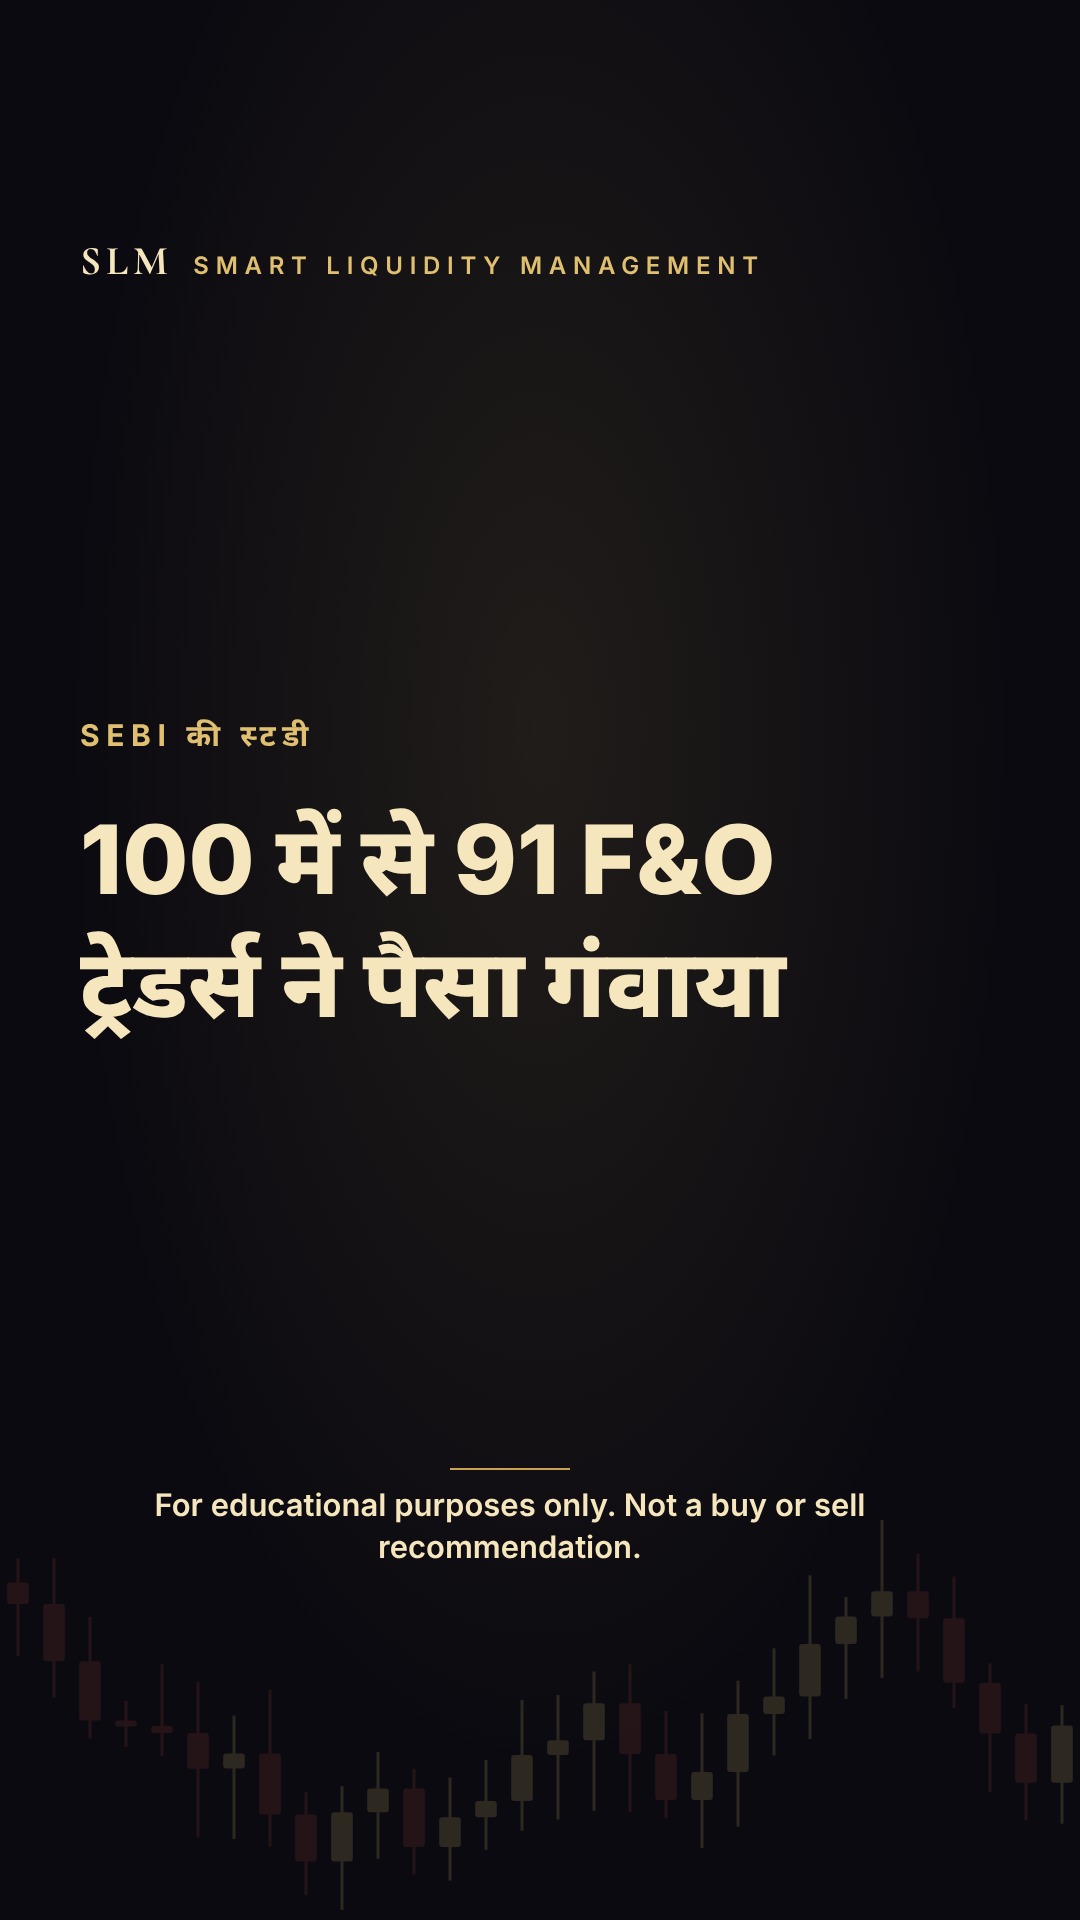 SLM SMART LIQUIDITY MANAGEMENT
SEBI की स्टडी
100 में से 91 F&O
ट्रेडर्स ने पैसा गंवाया
For educational purposes only. Not a buy or sell
recommendation.